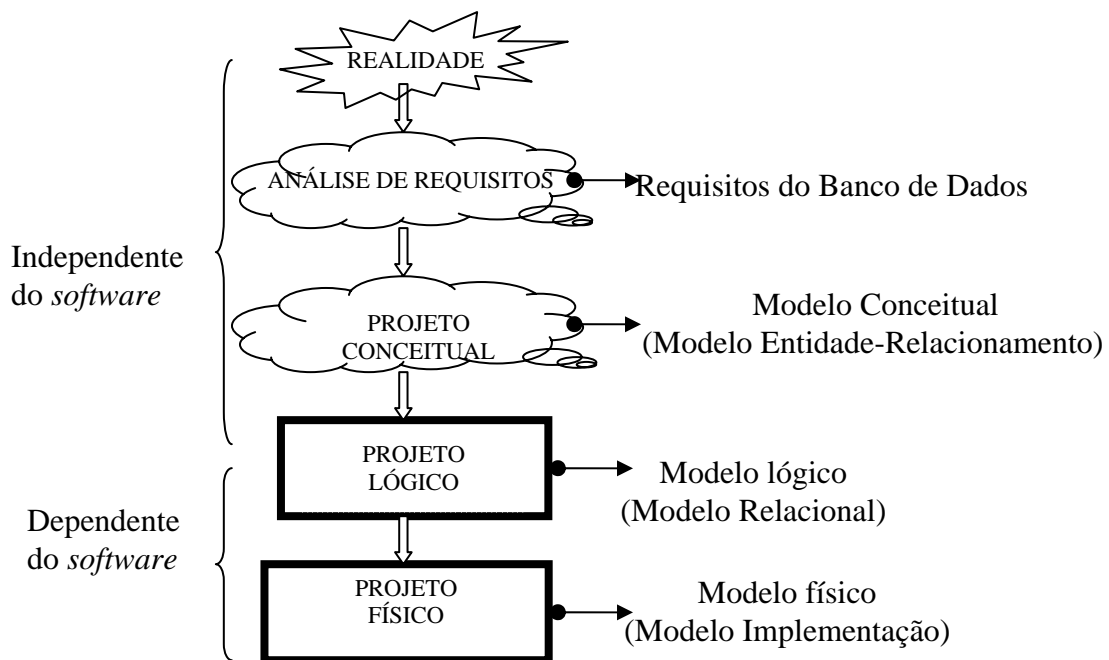 REALIDADE
ANÁLISE DE REQUISITOS
Requisitos do Banco de Dados
Independente
do software
PROJETO
CONCEITUAL
Modelo Conceitual
(Modelo Entidade-Relacionamento)
PROJETO
LÓGICO
Modelo lógico
(Modelo Relacional)
Dependente
do software
PROJETO
FÍSICO
Modelo físico
(Modelo Implementação)